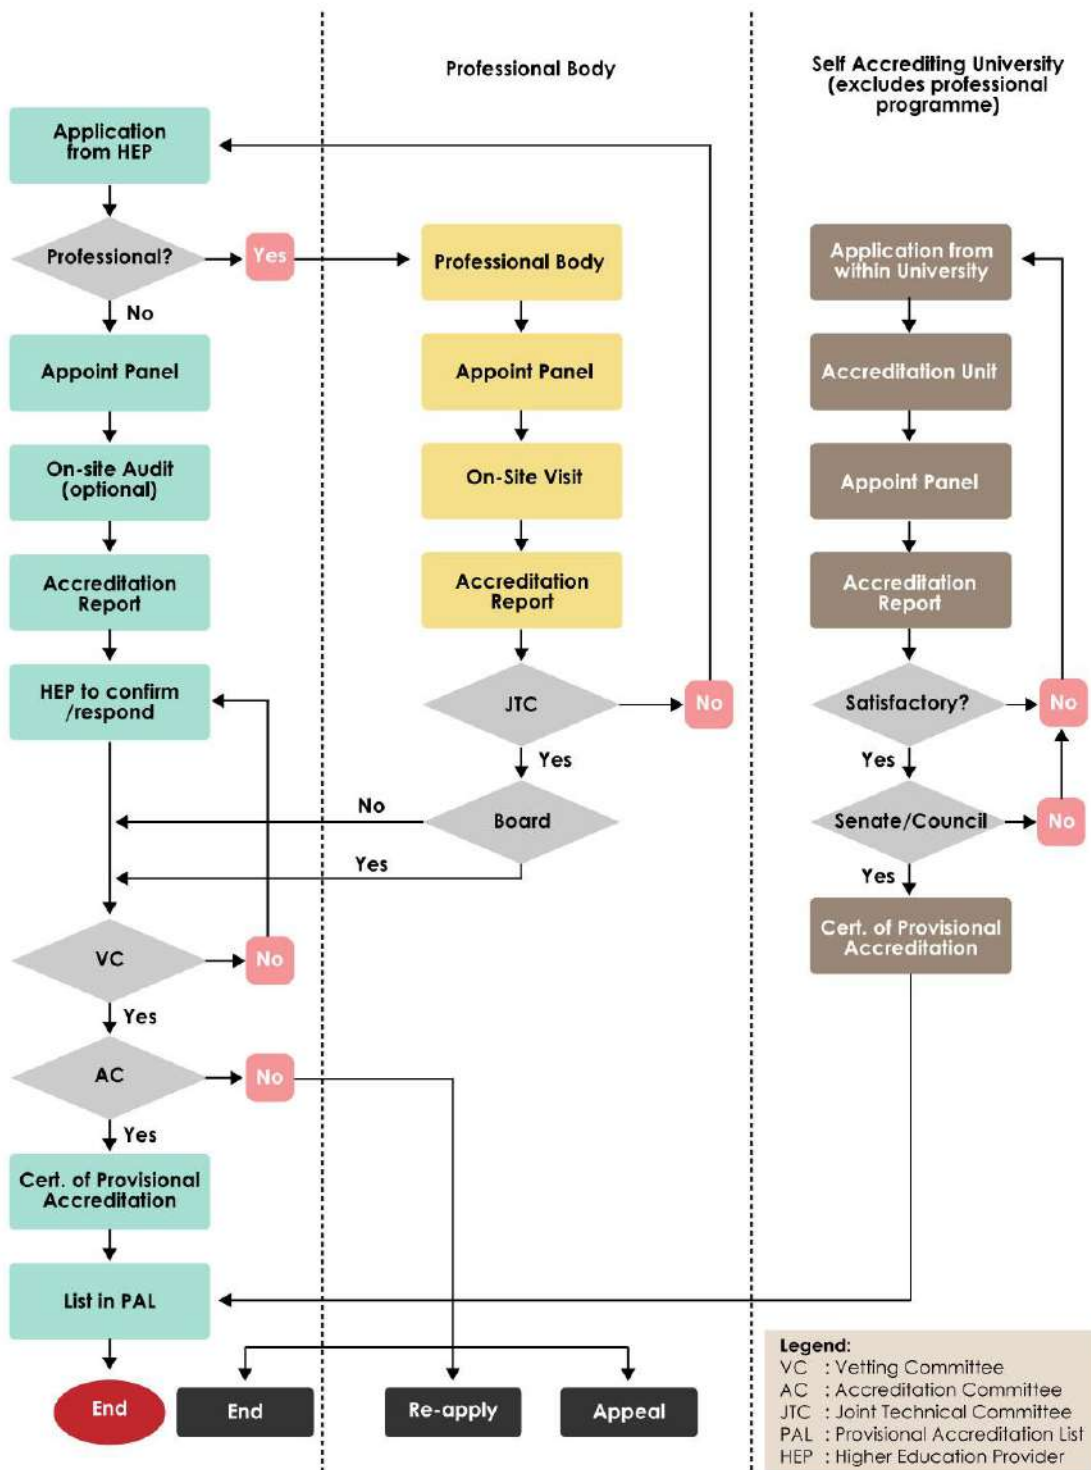 Professional Body
Self Accrediting University
(excludes professional
programme)
Application
from HEP
Professional?
Yes
No
Appoint Panel
On-site Audit
(optional)
Accreditation
Report
HEP to confirm
/respond
VC
No
Yes
AC
No
Yes
Cert. of Provisional
Accreditation
List in PAL
End
Professional Body
Appoint Panel
On-Site Visit
Accreditation
Report
JTC
No
Yes
Board
No
Yes
End
Re-apply
Appeal
Application from
within University
Accreditation Unit
Appoint Panel
Accreditation
Report
Satisfactory?
No
Yes
Senate/Council
No
Yes
Cert. of Provisional
Accreditation
Legend:
VC : Vetting Committee
AC : Accreditation Committee
JTC : Joint Technical Committee
PAL : Provisional Accreditation List
HEP : Higher Education Provider